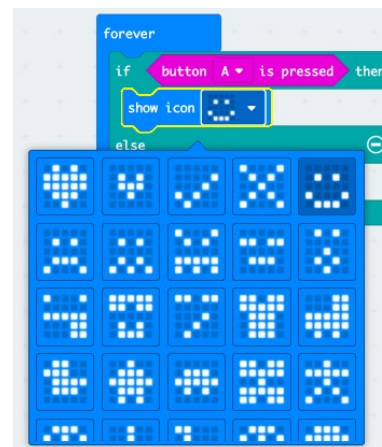 forever
if button A is pressed then
show icon
else